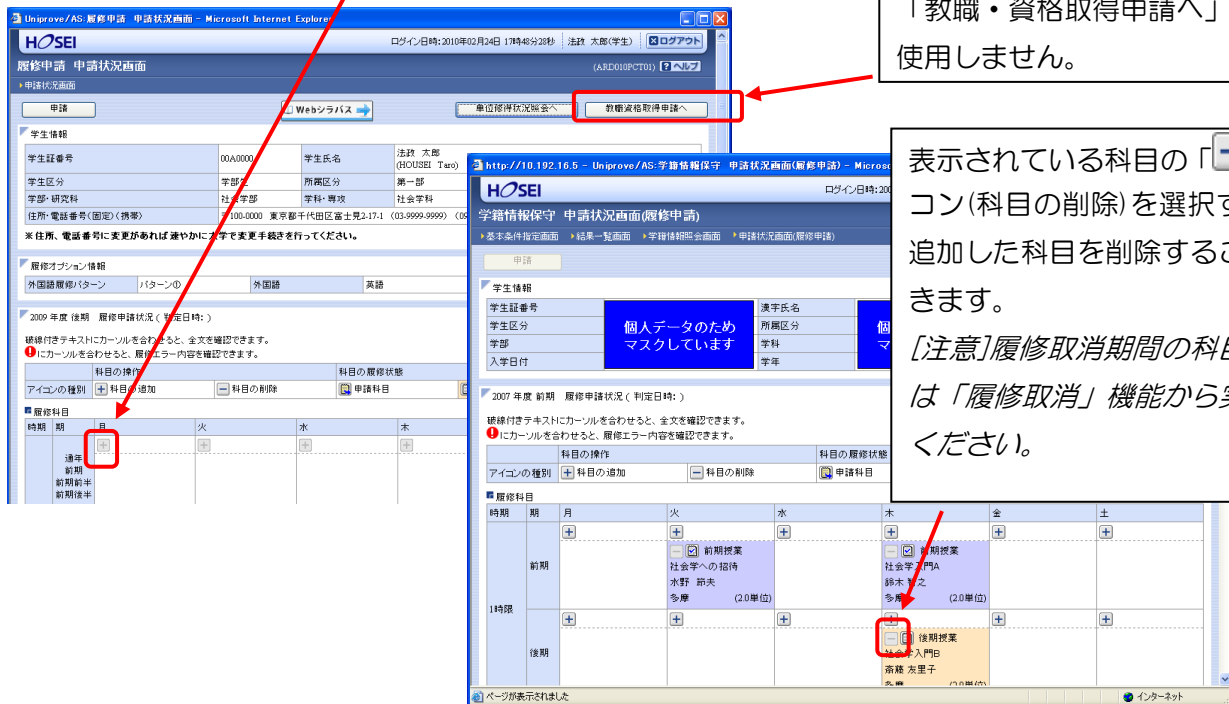 Uniprove/AS:履修申請 申請状況画面 - Microsoft Internet Explorer
HOSEI
ログイン日時:2010年02月24日 17時48分28秒 法政 太郎(学生) ログアウト
履修申請 申請状況画面 (ARD010PCT01) ヘルプ
申請状況画面
申請 Webシラバス 単位修得状況照会へ 教職資格取得申請へ
学生情報
学生証番号 00A0000 学生氏名 法政 太郎
(HOUSEI Taro)
学生区分 学部生 所属区分 第一部
学部・研究科 社会学部 学科・専攻 社会学科
住所・電話番号(固定)(携帯) 〒100-0000 東京都千代田区富士見2-17-1 (03-9999-9999)
※住所、電話番号に変更があれば速やかに大学で変更手続きを行ってください。
履修オプション情報
外国語履修パターン パターン① 外国語 英語
2009 年度 後期 履修申請状況 ( 判定日時: )
破線付きテキストにカーソルを合わせると、全文を確認できます。
にカーソルを合わせると、履修エラー内容を確認できます。
科目の操作 科目の履修状態
アイコンの種別 科目の追加 科目の削除 申請科目
履修科目
時期 期 月 火 水 木
通年
前期
前期前半
前期後半
「教職・資格取得申請へ」
使用しません。
表示されている科目の「
コン(科目の削除)を選択す
追加した科目を削除するこ
きます。
[注意]履修取消期間の科目
は「履修取消」機能から実
ください。
http://10.192.16.5 - Uniprove/AS:学籍情報保守 申請状況画面(履修申請) - Microso
HOSEI
ログイン日時:200
学籍情報保守 申請状況画面(履修申請)
基本条件指定画面 結果一覧画面 学籍情報照会画面 申請状況画面(履修申請)
申請
学生情報
学生証番号 漢字氏名
学生区分 所属区分
学部 学科
入学日付 学年
個人データのため
マスクしています
個
マ
2007 年度 前期 履修申請状況 ( 判定日時: )
破線付きテキストにカーソルを合わせると、全文を確認できます。
にカーソルを合わせると、履修エラー内容を確認できます。
科目の操作 科目の履修状態
アイコンの種別 科目の追加 科目の削除 申請科目
履修科目
時期 期 月 火 水 木 金 土
1時限
前期
前期授業
社会学への招待
水野 節夫
多摩 (2.0単位)
前期授業
社会学入門A
鈴木 智之
多摩 (2.0単位)
後期
後期授業
社会学入門B
斎藤 友里子
多摩 (2.0単位)
ページが表示されました インターネット